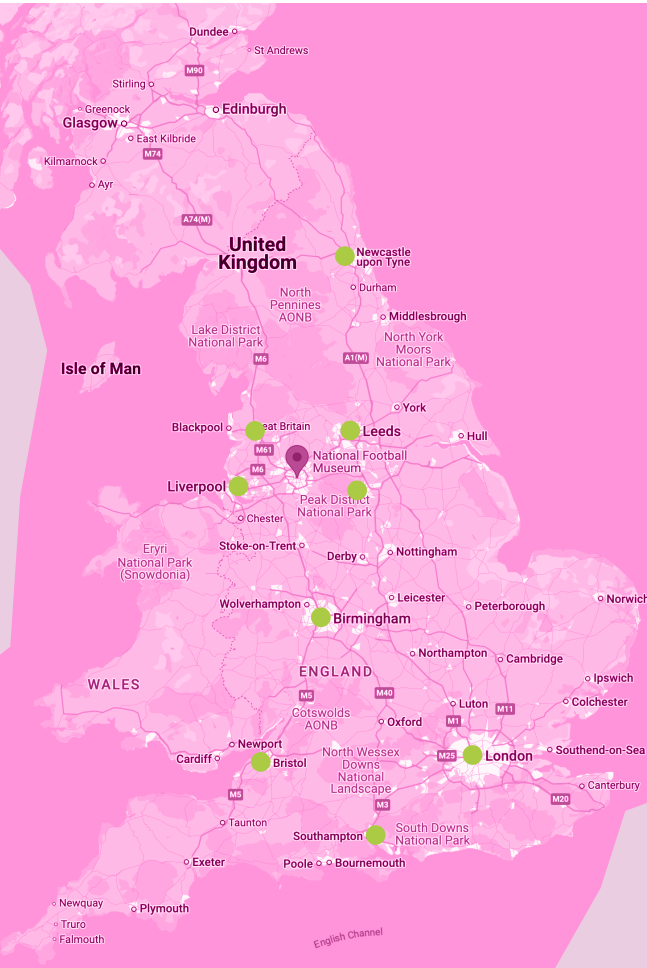 Dundee
St Andrews
M90
Stirling
Greenock
Edinburgh
Glasgow
East Kilbride
M74
Kilmarnock
Ayr
A74(M)
United
Kingdom
Newcastle
upon Tyne
Durham
North
Pennines
AONB
Middlesbrough
Lake District
National Park
North York
Moors
National Park
M6
A1(M)
Isle of Man
York
Blackpool
eat Britain
Leeds
Hull
M61
National Football
Museum
M6
Liverpool
Peak District
National Park
Chester
Stoke-on-Trent
Eryri
National Park
(Snowdonia)
Derby
Nottingham
Wolverhampton
Leicester
Peterborough
Norwich
Birmingham
Northampton
Cambridge
ENGLAND
WALES
Ipswich
M5
M40
Luton
M11
Colchester
Cotswolds
AONB
Oxford
M1
Newport
Cardiff
Bristol
North Wessex
Downs
National
Landscape
M25
London
Southend-on-Sea
Canterbury
M5
M3
M20
Taunton
Southampton
South Downs
National Park
Exeter
Poole
Bournemouth
Newquay
Plymouth
Truro
Falmouth
English Channel